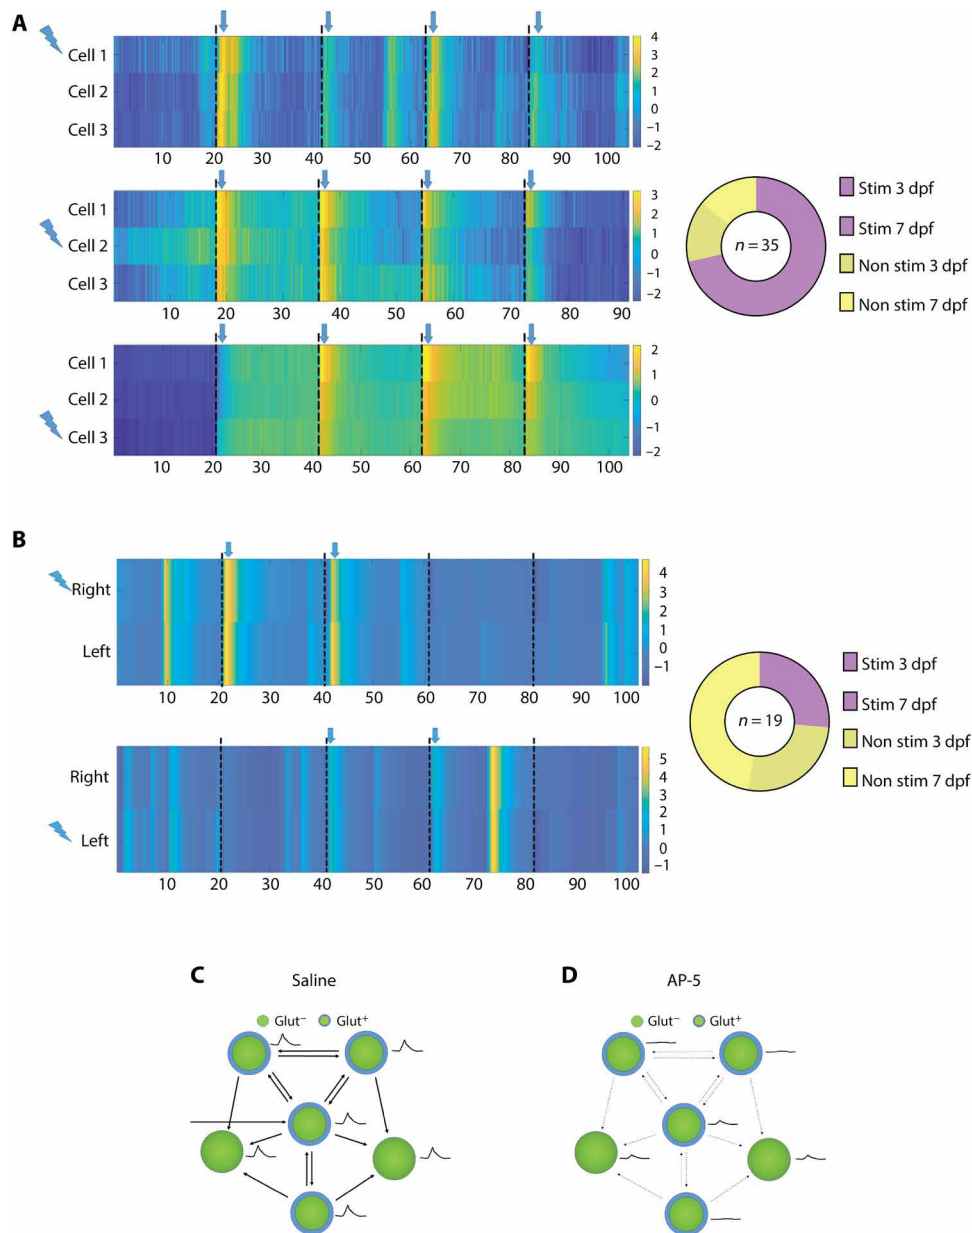 A
Cell 1
Cell 2
Cell 3
4
3
2
1
0
–1
–2
10 20 30 40 50 60 70 80 90 100
Cell 1
Cell 2
Cell 3
3
2
1
0
–1
–2
10 20 30 40 50 60 70 80 90
Cell 1
Cell 2
Cell 3
2
1
0
–1
–2
10 20 30 40 50 60 70 80 90 100
n = 35
Stim 3 dpf
Stim 7 dpf
Non stim 3 dpf
Non stim 7 dpf
B
Right
Left
4
3
2
1
0
–1
10 20 30 40 50 60 70 80 90 100
Right
Left
5
4
3
2
1
0
–1
10 20 30 40 50 60 70 80 90 100
n = 19
Stim 3 dpf
Stim 7 dpf
Non stim 3 dpf
Non stim 7 dpf
C Saline
Glut⁻ Glut⁺
D AP-5
Glut⁻ Glut⁺